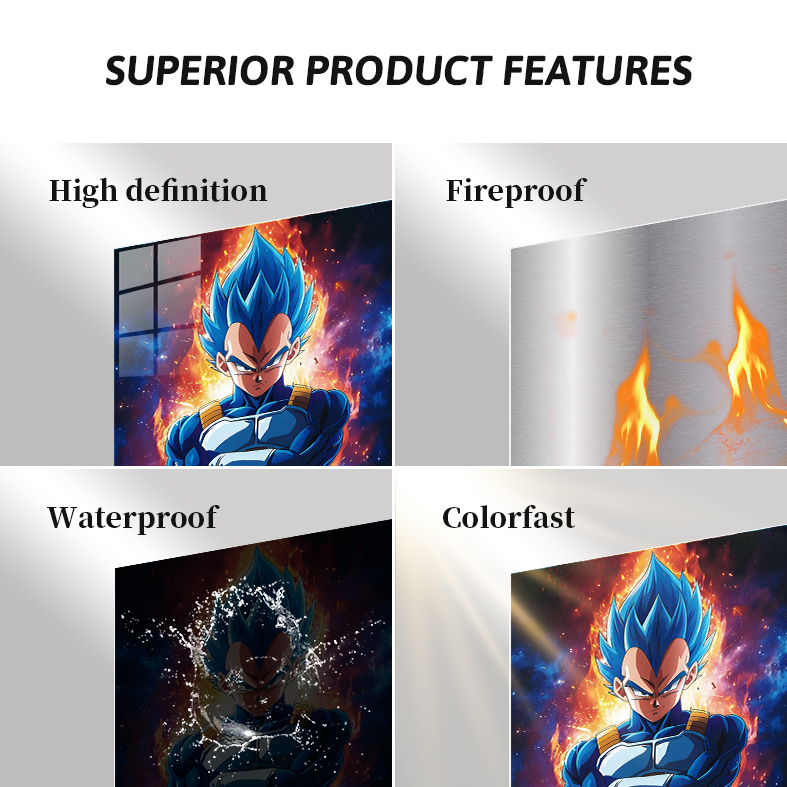 SUPERIOR PRODUCT FEATURES
High definition
Fireproof
Waterproof
Colorfast